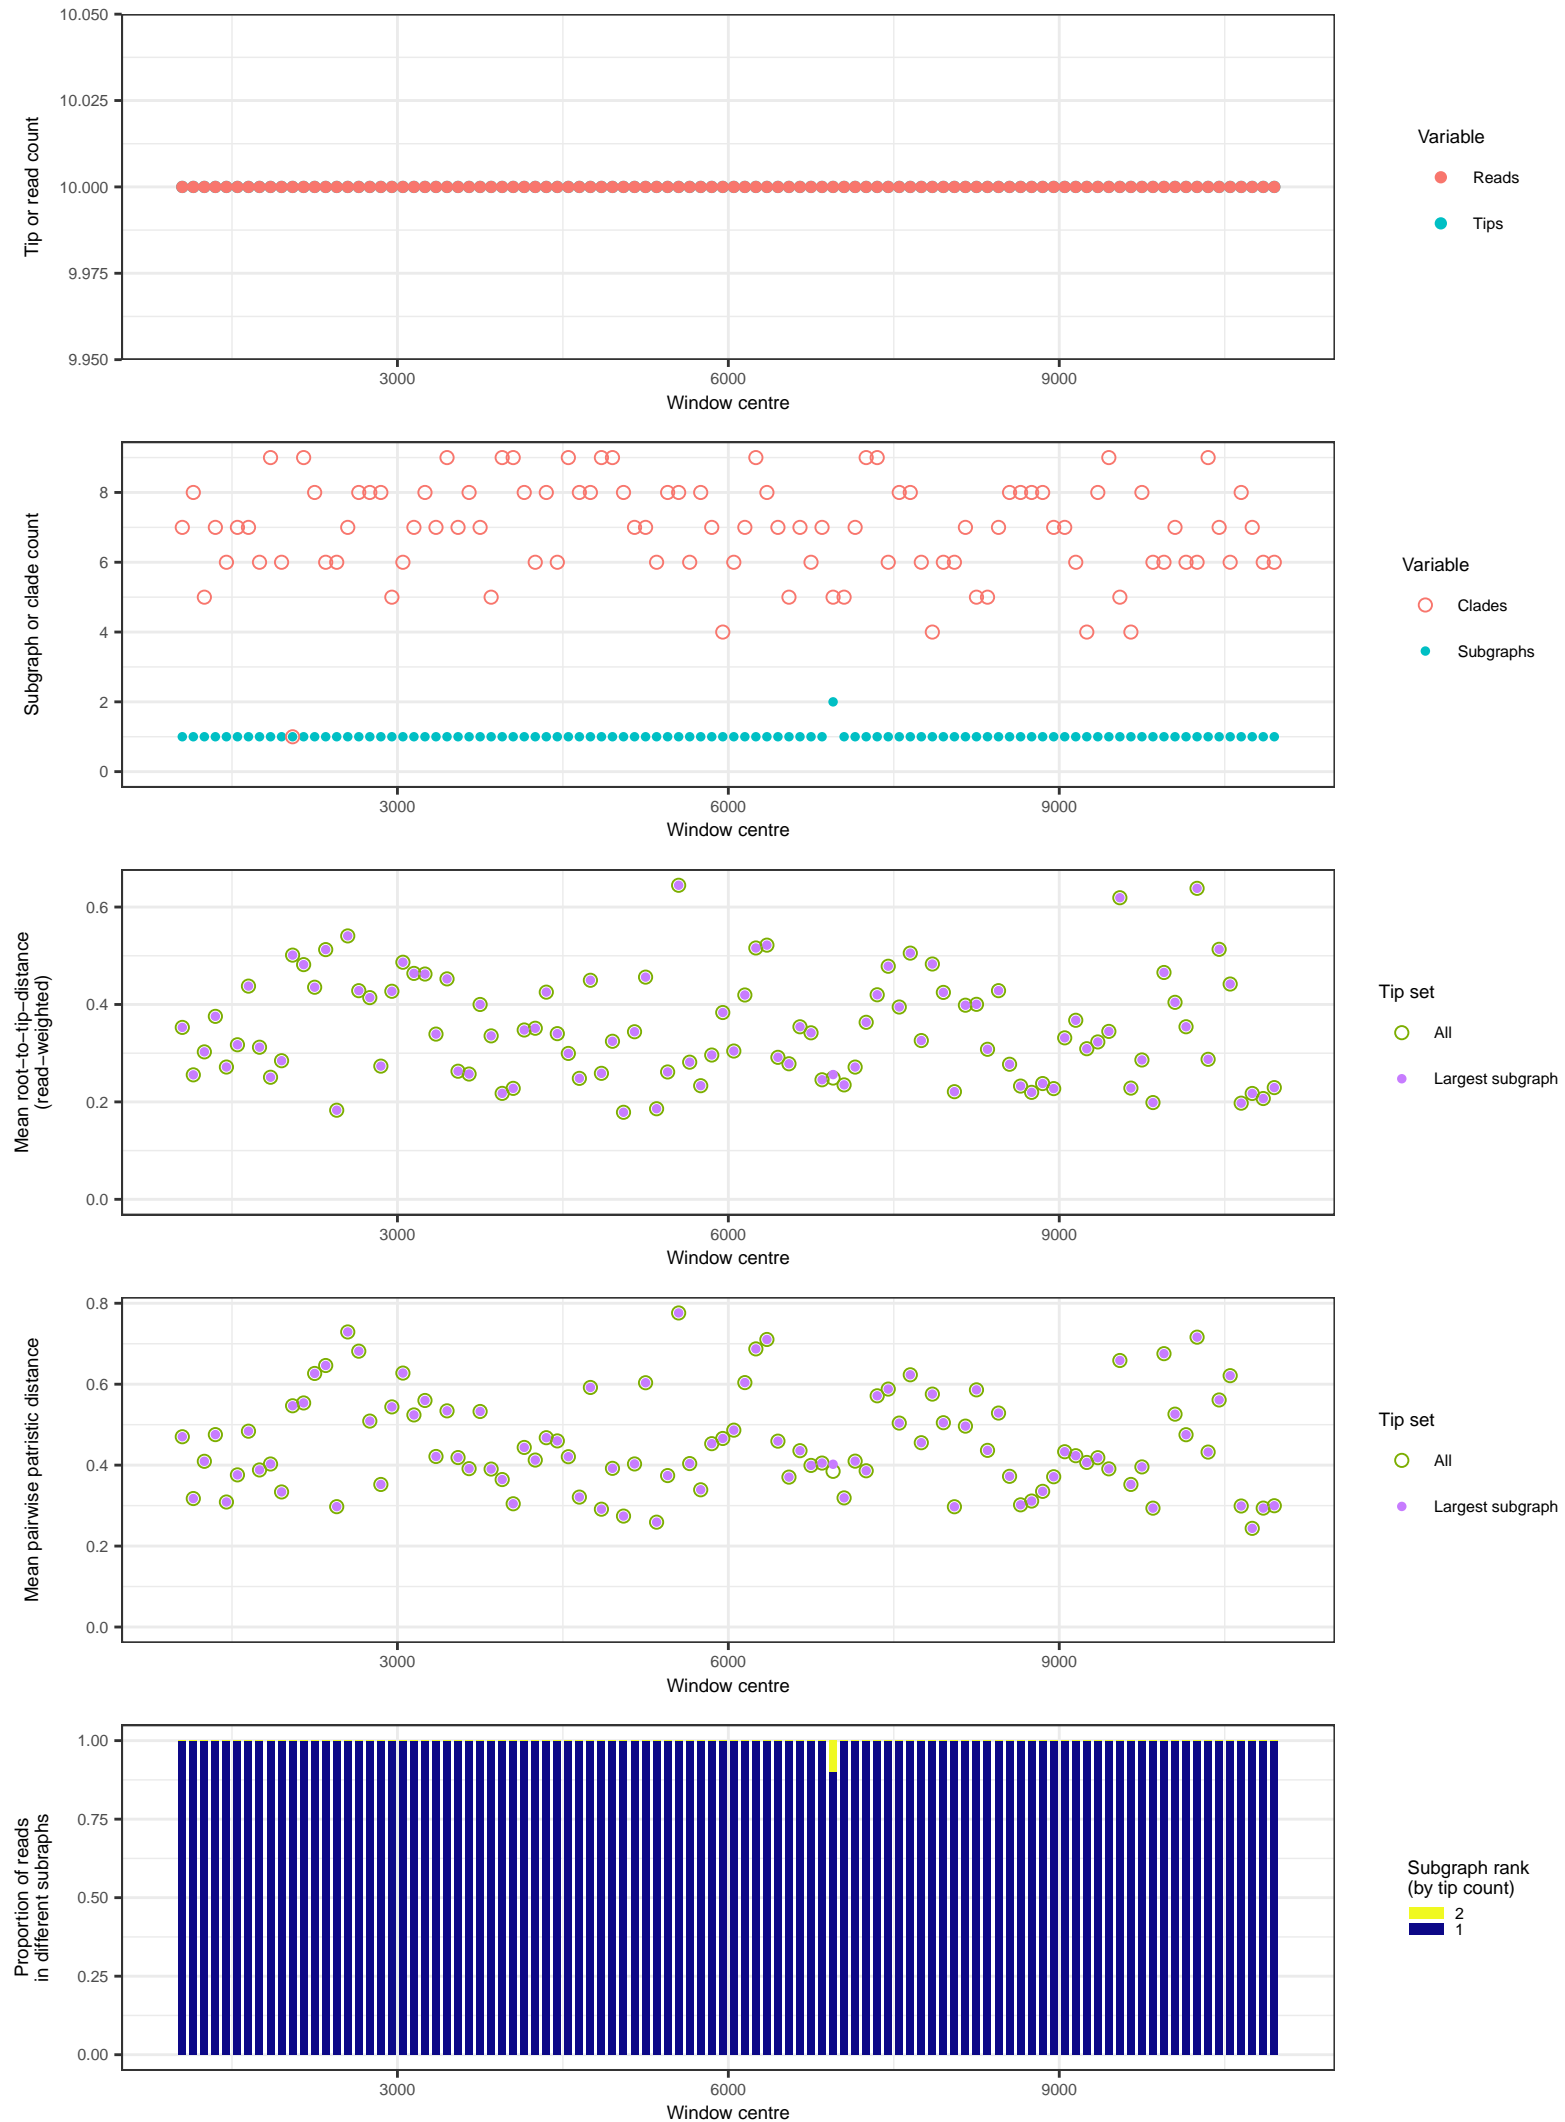 10.050
10.025
10.000
9.975
9.950
Tip or read count
3000
6000
9000
Window centre
Variable
Reads
Tips
8
6
4
2
0
Subgraph or clade count
3000
6000
9000
Window centre
Variable
Clades
Subgraphs
0.6
0.4
0.2
0.0
Mean root−to−tip−distance
(read−weighted)
3000
6000
9000
Window centre
Tip set
All
Largest subgraph
0.8
0.6
0.4
0.2
0.0
Mean pairwise patristic distance
3000
6000
9000
Window centre
Tip set
All
Largest subgraph
1.00
0.75
0.50
0.25
0.00
Proportion of reads
in different subraphs
3000
6000
9000
Window centre
Subgraph rank
(by tip count)
2
1